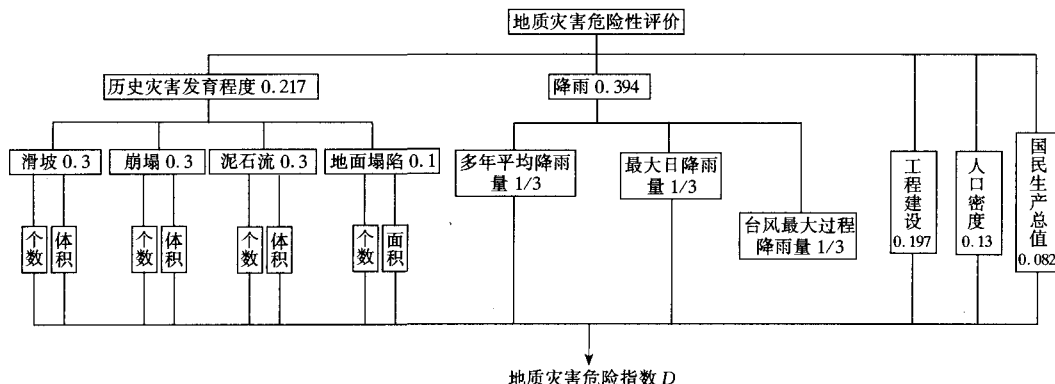 地质灾害危险性评价
历史灾害发育程度 0.217
降雨 0.394
滑坡 0.3
崩塌 0.3
泥石流 0.3
地面塌陷 0.1
多年平均降雨
量 1/3
最大日降雨
量 1/3
台风最大过程
降雨量 1/3
工程建设
0.197
人口密度
0.13
国民生产总值
0.082
个数
体积
个数
体积
个数
体积
个数
面积
地质灾害危险指数 D